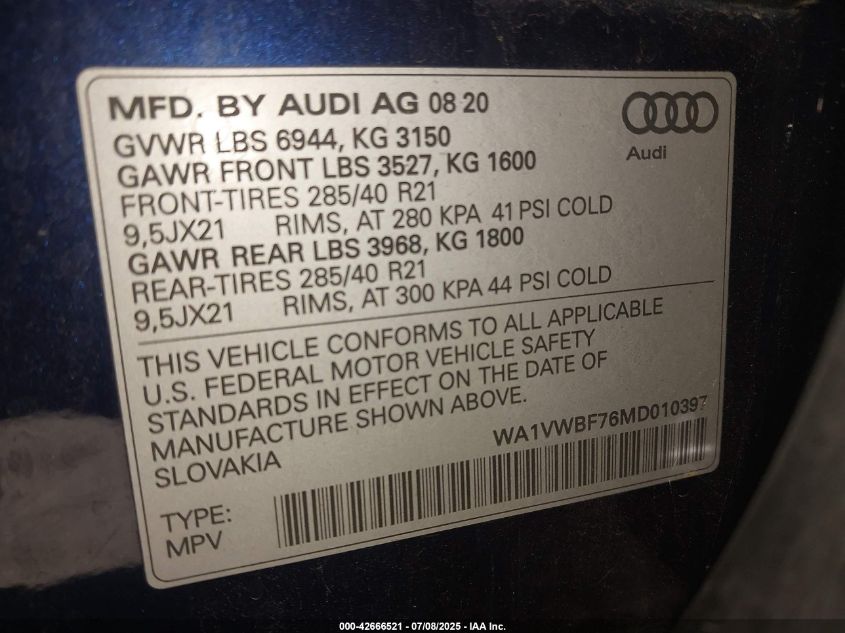 MFD. BY AUDI AG 08 20
Audi
GVWR LBS 6944, KG 3150
GAWR FRONT LBS 3527, KG 1600
FRONT-TIRES 285/40 R21
9,5JX21 RIMS, AT 280 KPA 41 PSI COLD
GAWR REAR LBS 3968, KG 1800
REAR-TIRES 285/40 R21
9,5JX21 RIMS, AT 300 KPA 44 PSI COLD
THIS VEHICLE CONFORMS TO ALL APPLICABLE
U.S. FEDERAL MOTOR VEHICLE SAFETY
STANDARDS IN EFFECT ON THE DATE OF
MANUFACTURE SHOWN ABOVE.
SLOVAKIA
WA1VWBF76MD010397
TYPE:
MPV
000-42666521 - 07/08/2025 - IAA Inc.